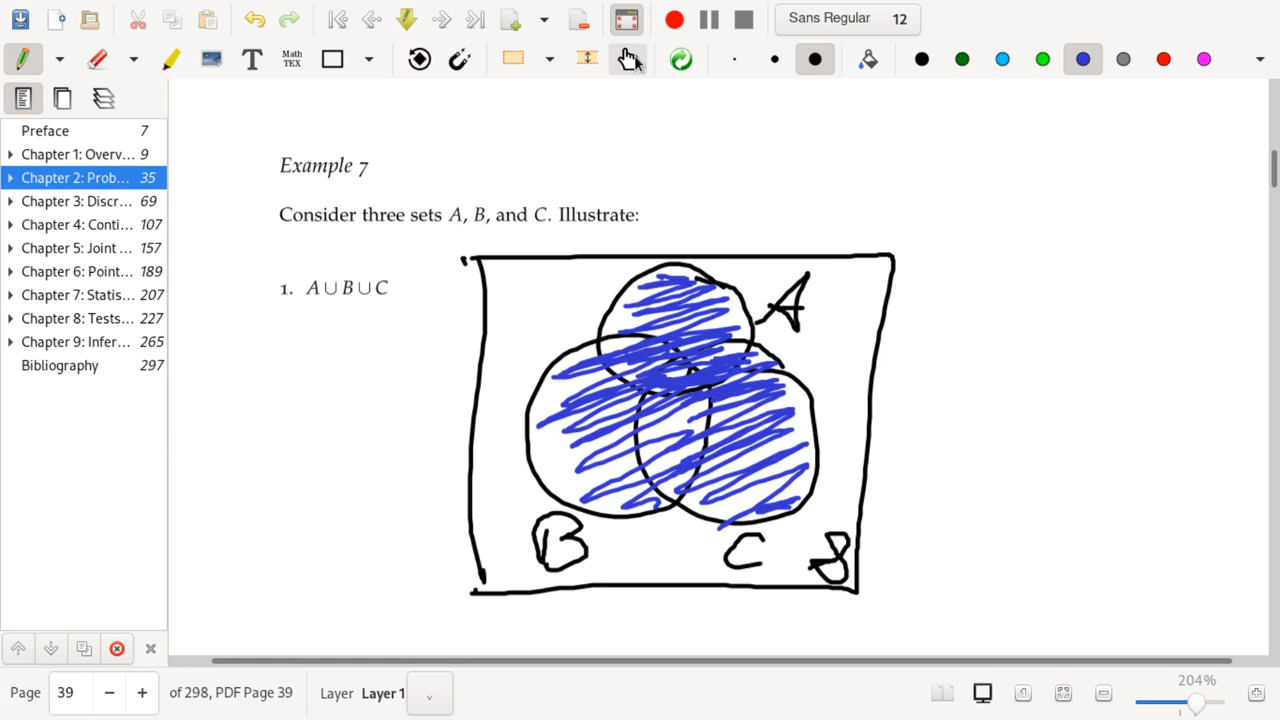 Sans Regular 12
Math
TEX
Preface 7
Chapter 1: Overv... 9
Chapter 2: Prob... 35
Chapter 3: Discr... 69
Chapter 4: Conti... 107
Chapter 5: Joint ... 157
Chapter 6: Point... 189
Chapter 7: Statis... 207
Chapter 8: Tests... 227
Chapter 9: Infer... 265
Bibliography 297
Example 7
Consider three sets A, B, and C. Illustrate:
1. A ∪ B ∪ C
A
B C S
Page 39 of 298, PDF Page 39 Layer Layer 1 204%